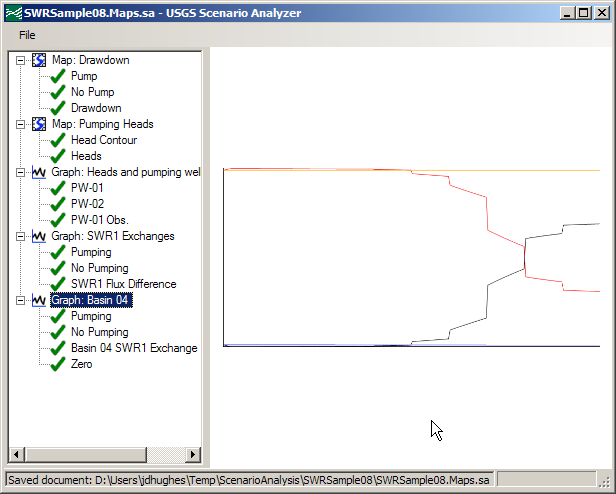 SWRSample08.Maps.sa - USGS Scenario Analyzer
File
Map: Drawdown
Pump
No Pump
Drawdown
Map: Pumping Heads
Head Contour
Heads
Graph: Heads and pumping wel
PW-01
PW-02
PW-01 Obs.
Graph: SWR1 Exchanges
Pumping
No Pumping
SWR1 Flux Difference
Graph: Basin 04
Pumping
No Pumping
Basin 04 SWR1 Exchange
Zero
Saved document: D:\Users\jdhughes\Temp\ScenarioAnalysis\SWRSample08\SWRSample08.Maps.sa